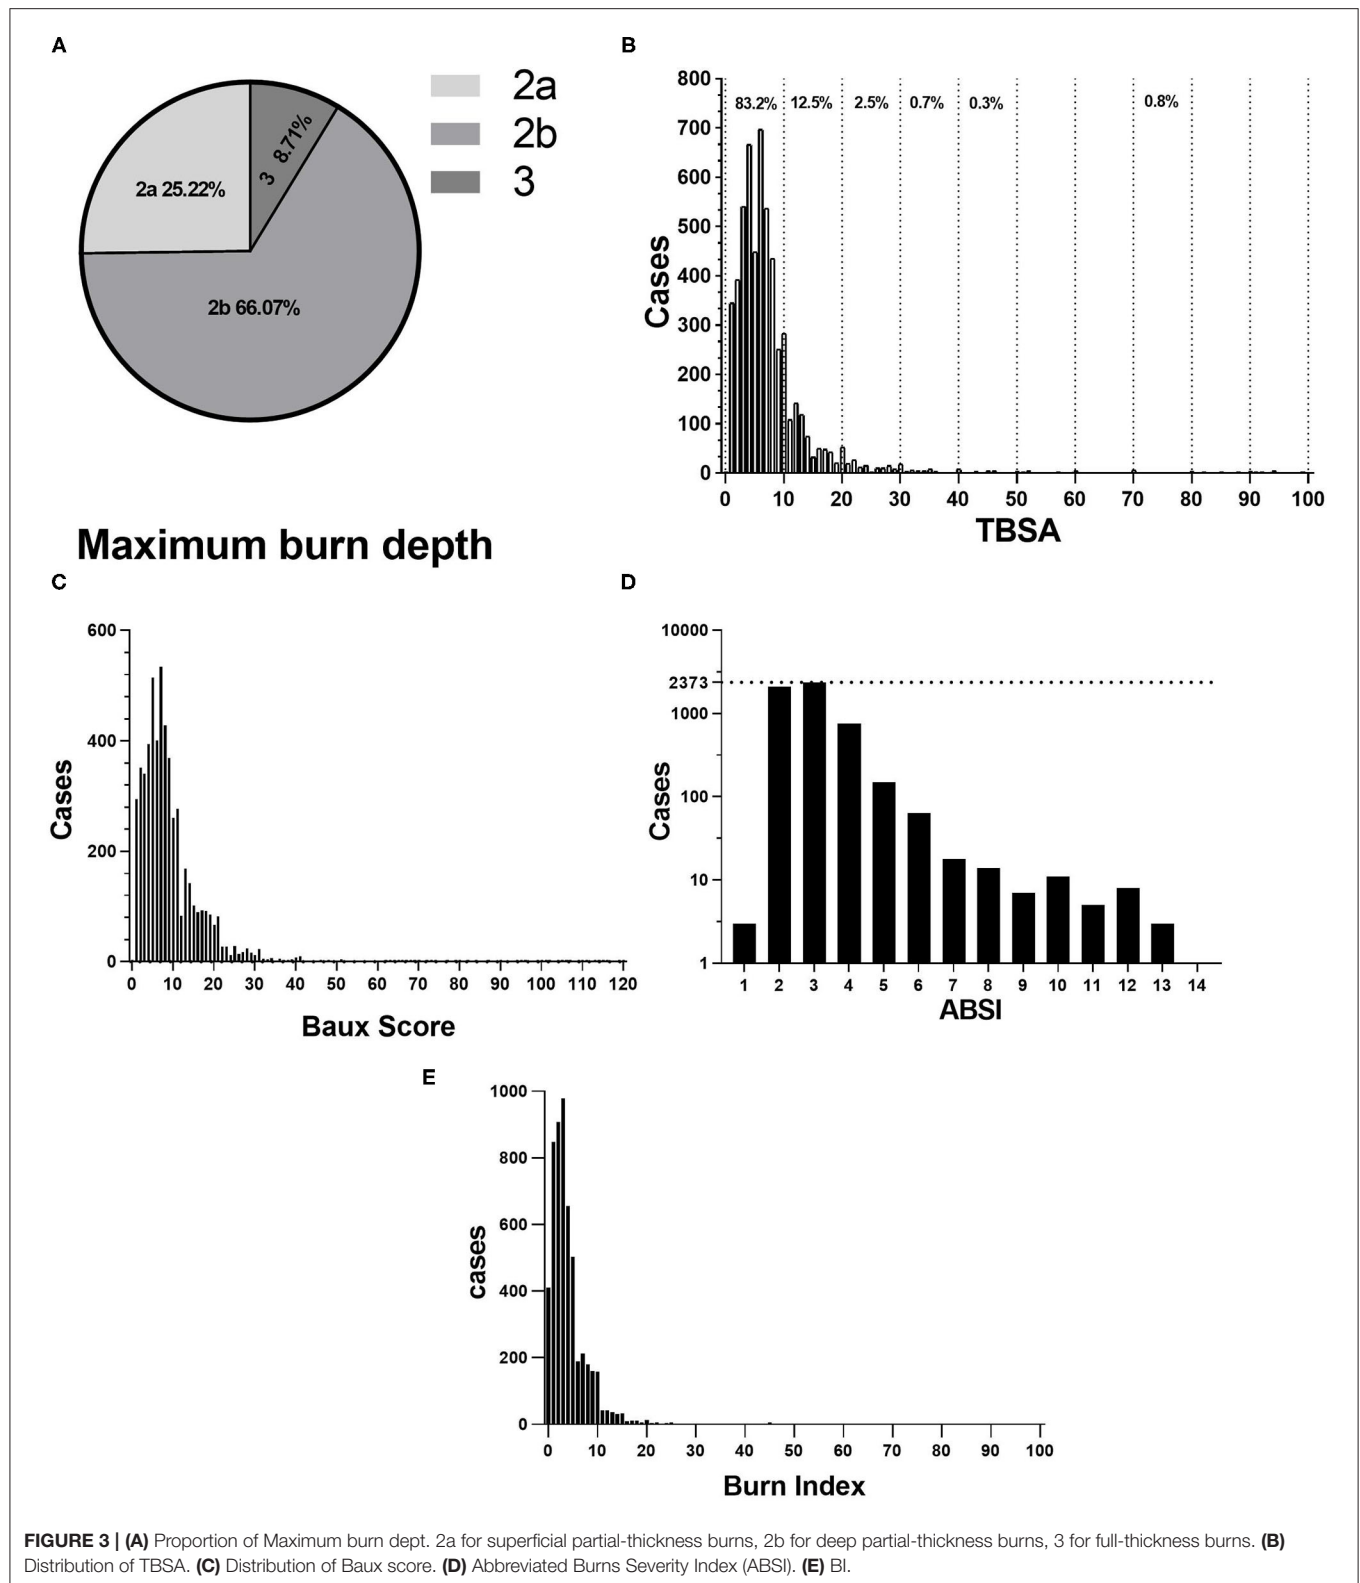 A
2a
2b
3
3 8.71%
2a 25.22%
2b 66.07%
Maximum burn depth
B
800
700
600
500
400
300
200
100
0
Cases
83.2% 12.5% 2.5% 0.7% 0.3% 0.8%
0 10 20 30 40 50 60 70 80 90 100
TBSA
C
600
400
200
0
Cases
0 10 20 30 40 50 60 70 80 90 100 110 120
Baux Score
D
10000
2373
1000
100
10
1
Cases
1 2 3 4 5 6 7 8 9 10 11 12 13 14
ABSI
E
1000
800
600
400
200
0
cases
0 10 20 30 40 50 60 70 80 90 100
Burn Index
FIGURE 3 | (A) Proportion of Maximum burn dept. 2a for superficial partial-thickness burns, 2b for deep partial-thickness burns, 3 for full-thickness burns. (B)
Distribution of TBSA. (C) Distribution of Baux score. (D) Abbreviated Burns Severity Index (ABSI). (E) BI.